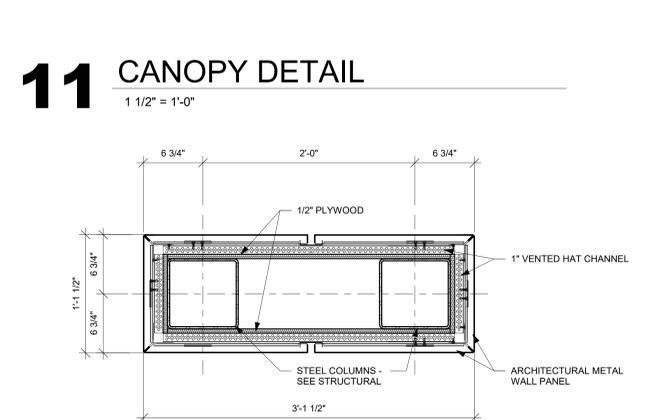 11 CANOPY DETAIL
1 1/2" = 1'-0"
6 3/4" 2'-0" 6 3/4"
1/2" PLYWOOD
1" VENTED HAT CHANNEL
6 3/4"
1'-1 1/2"
6 3/4"
STEEL COLUMNS -
SEE STRUCTURAL
ARCHITECTURAL METAL
WALL PANEL
3'-1 1/2"